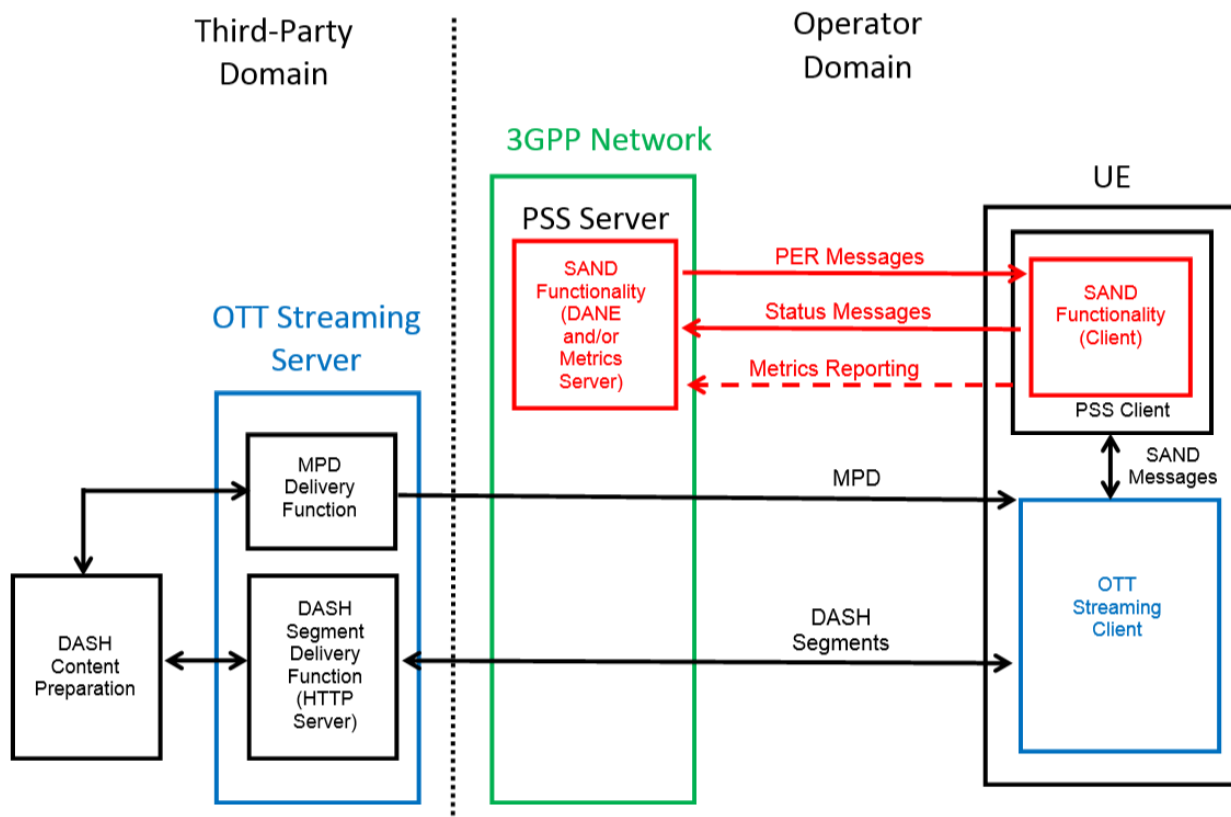 Third-Party
Domain
Operator
Domain
3GPP Network
UE
PSS Server
SAND
Functionality
(DANE
and/or
Metrics
Server)
PER Messages
Status Messages
Metrics Reporting
SAND
Functionality
(Client)
PSS Client
SAND
Messages
OTT Streaming
Server
MPD
Delivery
Function
MPD
DASH
Content
Preparation
DASH
Segment
Delivery
Function
(HTTP
Server)
DASH
Segments
OTT
Streaming
Client